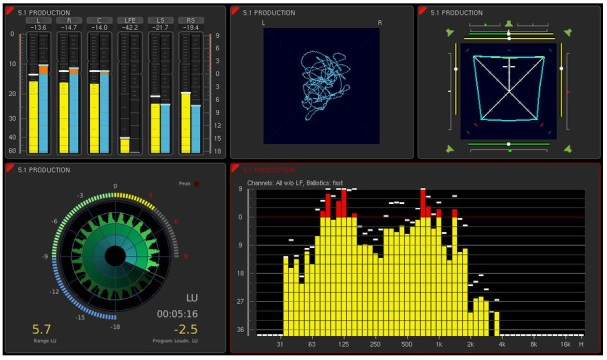 5.1 PRODUCTION
L R C LFE LS RS
-13.6 -14.7 -14.0 -42.2 -21.7 -19.4
0 9
6
3
10 0
3
20 6
9
30 12
40 15
60 18
5.1 PRODUCTION
L R
5.1 PRODUCTION
5.1 PRODUCTION
Peak
0
-3
-6
-9
-12
-15
-18
LU
00:05:16
5.7 -2.5
Range LU Program Loudn. LU
5.1 PRODUCTION
Channels: All w/o LF, Ballistics: fast
9
0
9
18
27
36
31 63 125 250 500 1k 2k 4k 8k 16k H